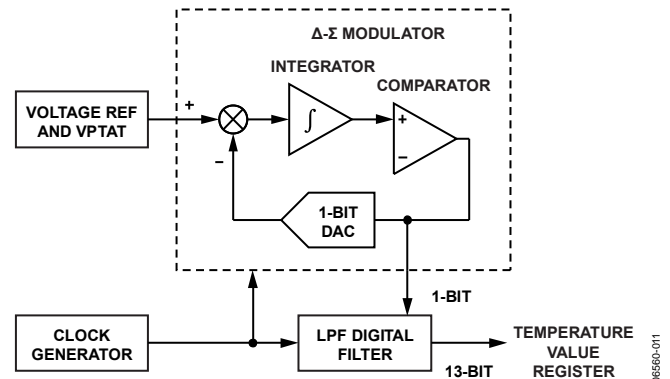 Δ-Σ MODULATOR
INTEGRATOR
COMPARATOR
VOLTAGE REF
AND VPTAT
+
−
∫
+
−
1-BIT
DAC
1-BIT
CLOCK
GENERATOR
LPF DIGITAL
FILTER
13-BIT
TEMPERATURE
VALUE
REGISTER
06560-011